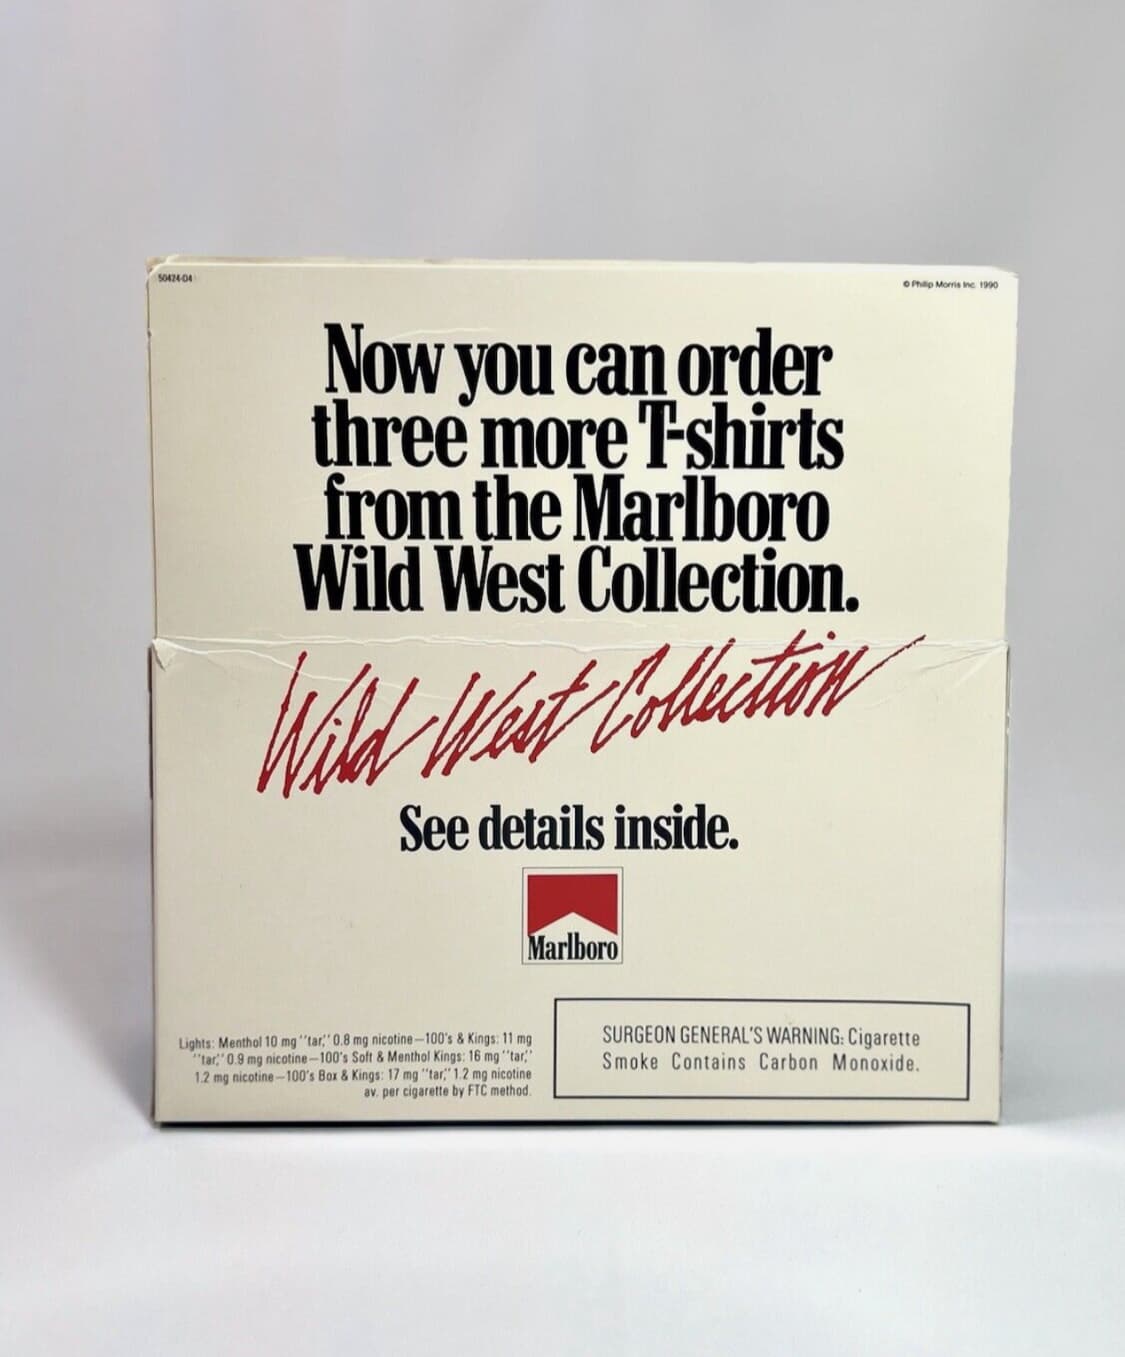 50424-04
© Philip Morris Inc. 1990
Now you can order
three more T-shirts
from the Marlboro
Wild West Collection.
Wild West Collection
See details inside.
Marlboro
Lights: Menthol 10 mg "tar," 0.8 mg nicotine—100's & Kings: 11 mg
"tar," 0.9 mg nicotine—100's Soft & Menthol Kings: 16 mg "tar,"
1.2 mg nicotine—100's Box & Kings: 17 mg "tar," 1.2 mg nicotine
av. per cigarette by FTC method.
SURGEON GENERAL'S WARNING: Cigarette
Smoke Contains Carbon Monoxide.